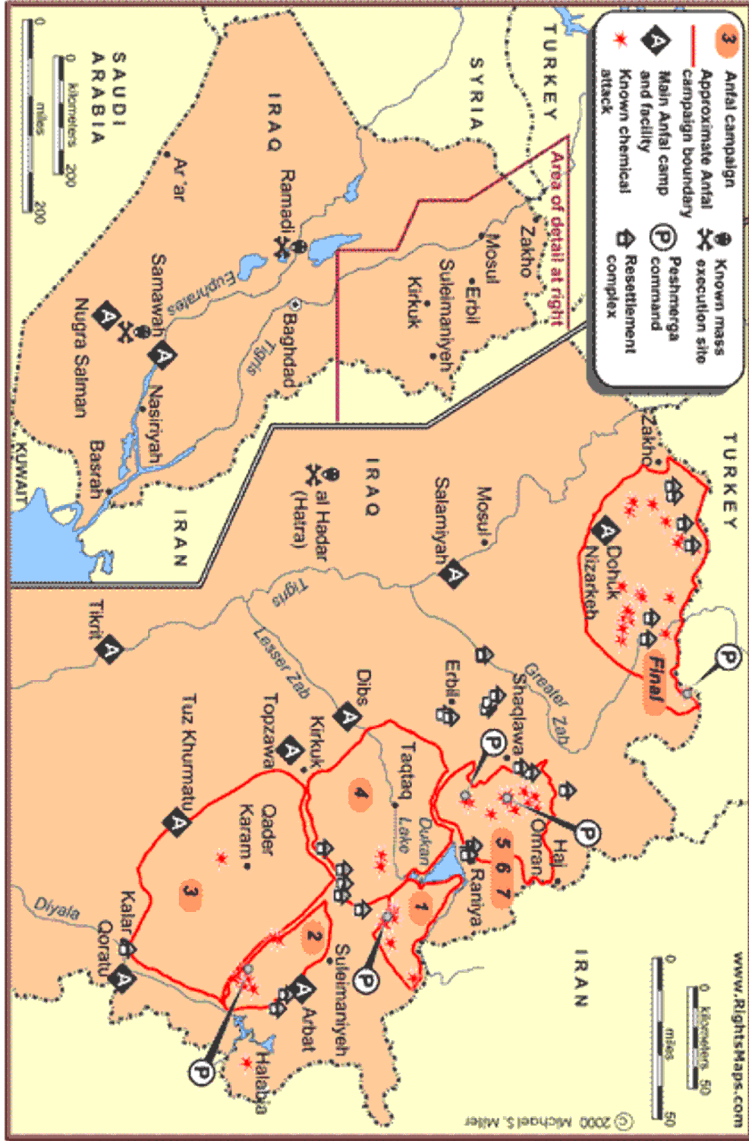 3 Anfal campaign
Approximate Anfal
campaign boundary
A Main Anfal camp
and facility
Known chemical
attack
Known mass
execution site
P Peshmerga
command
Resettlement
complex
TURKEY
SYRIA
IRAQ
SAUDI
ARABIA
0 kilometers 200
0 miles 200
Area of detail at right
Zakho
Mosul
Erbil
Suleimaniyeh
Kirkuk
Ramadi
Baghdad
Ar'ar
Euphrates
Tigris
Samawah
A
A
Nugra Salman
Nasiriyah
Basrah
KUWAIT
IRAN
www.RightsMaps.com
0 kilometers 50
0 miles 50
TURKEY
Zakho
A
Dohuk
Nizarkeh
Final
P
Mosul
Salamiyah
A
IRAQ
al Hadar
(Hatra)
Tigris
Greater Zab
Lesser Zab
Erbil
Shaqlawa
P
P
Haj
Omran
5 6 7
Raniya
Dukan
Lake
Taqtaq
4
1
P
Dibs
A
Kirkuk
Topzawa
A
Tikrit
A
Tuz Khurmatu
A
Qader
Karam
3
2
Suleimaniyeh
A
Arbat
Halabja
P
Diyala
Kalar
Qoratu
A
IRAN
© 2000 Michael S. Miller